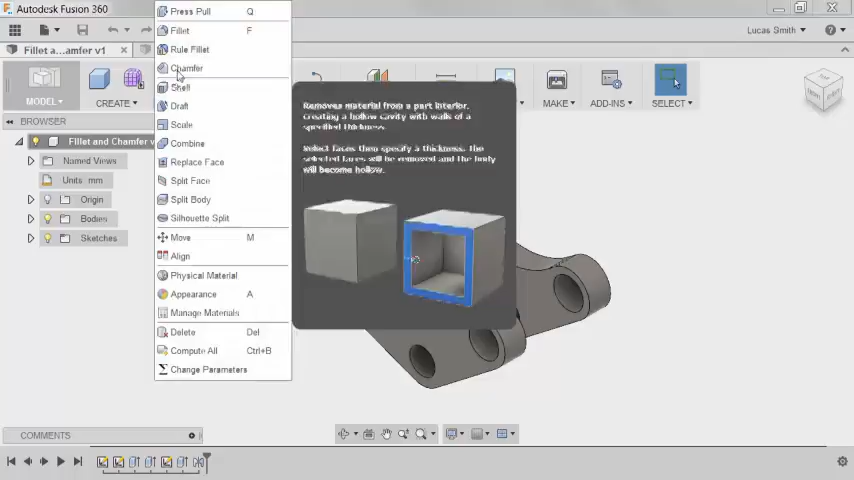 Autodesk Fusion 360
Lucas Smith
Fillet a...amfer v1
MODEL
CREATE
MAKE
ADD-INS
SELECT
BROWSER
Fillet and Chamfer v
Named Views
Units: mm
Origin
Bodies
Sketches
Press Pull Q
Fillet F
Rule Fillet
Chamfer
Shell
Draft
Scale
Combine
Replace Face
Split Face
Split Body
Silhouette Split
Move M
Align
Physical Material
Appearance A
Manage Materials
Delete Del
Compute All Ctrl+B
Change Parameters
Removes material from a part interior,
creating a hollow cavity with walls of a
specified thickness.
Select faces then specify a thickness. The
selected faces will be removed and the body
will become hollow.
COMMENTS